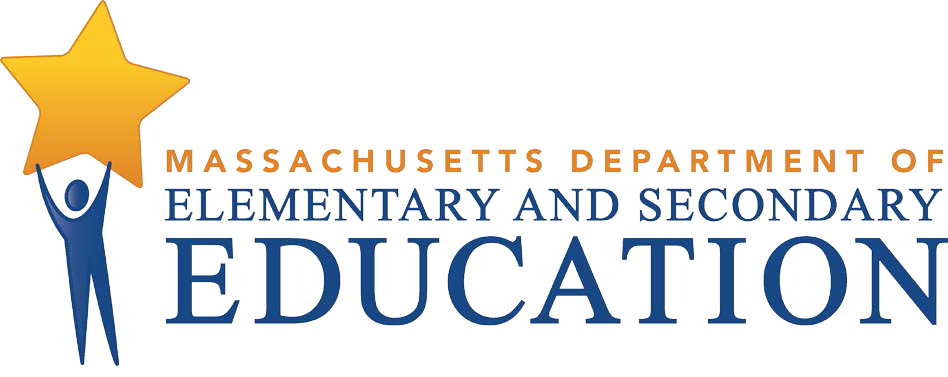 MASSACHUSETTS DEPARTMENT OF
ELEMENTARY AND SECONDARY
EDUCATION